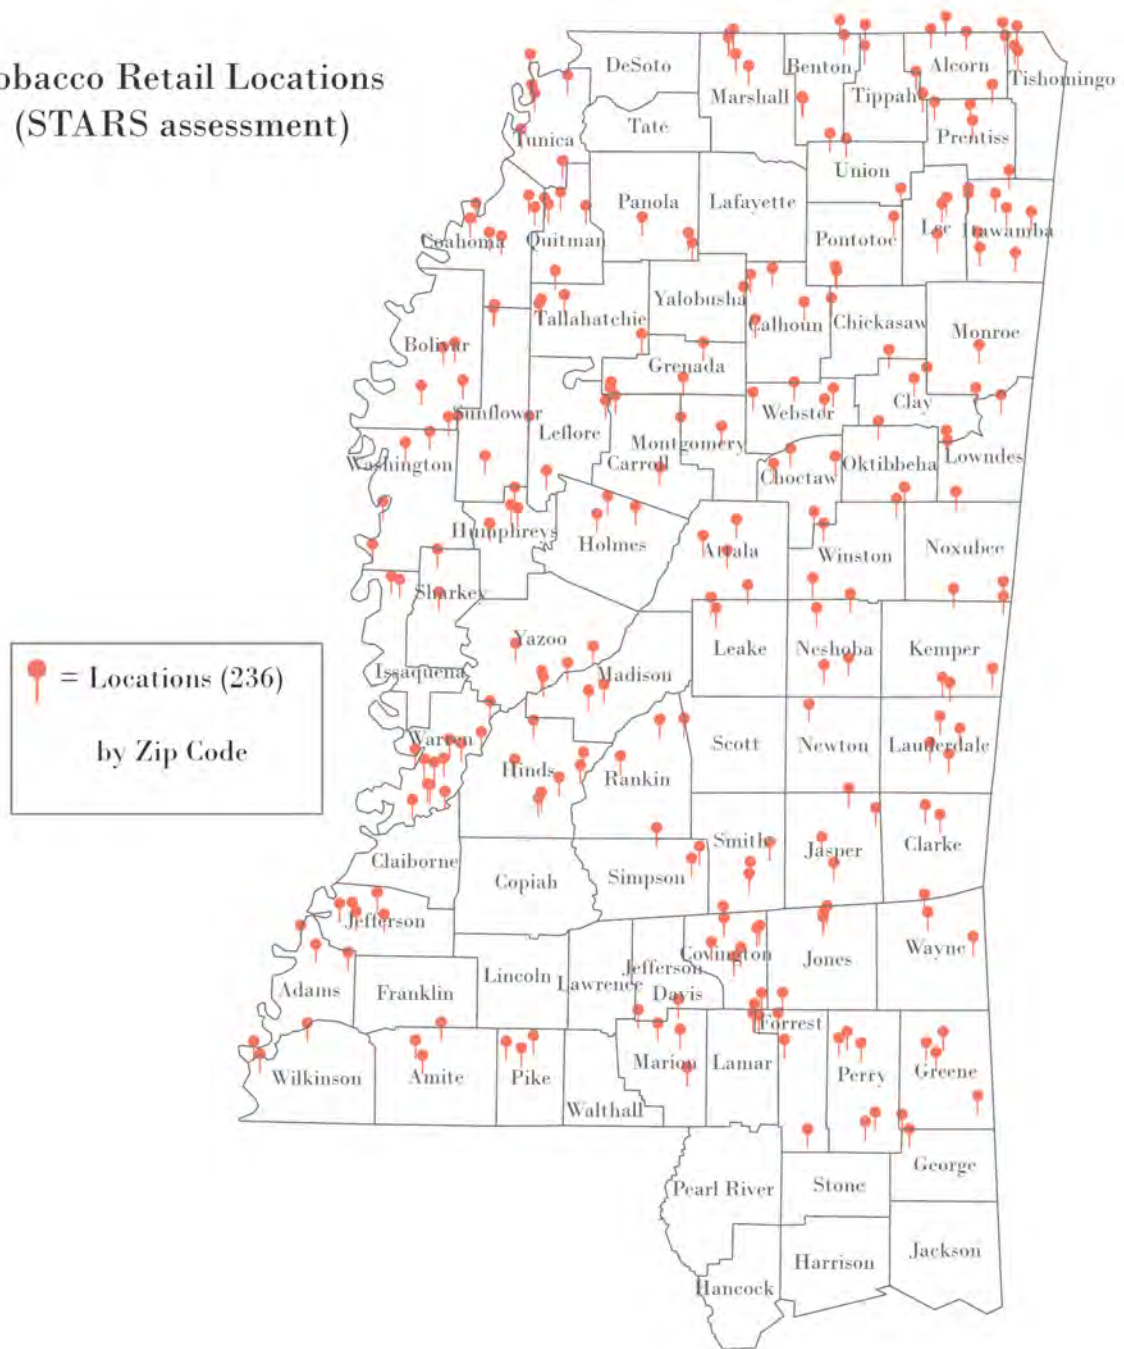 obacco Retail Locations
(STARS assessment)
DeSoto
Benton
Alcorn
Tishomingo
Marshall
Tippah
Tate
Tunica
Prentiss
Union
Panola
Lafayette
Coahoma
Quitman
Pontotoc
Lee
Itawamba
Yalobusha
Tallahatchie
Calhoun
Chickasaw
Monroe
Bolivar
Grenada
Sunflower
Webster
Clay
Leflore
Montgomery
Washington
Carroll
Choctaw
Oktibbeha
Lowndes
Humphreys
Holmes
Attala
Winston
Noxubee
Sharkey
Yazoo
Leake
Neshoba
Kemper
Issaquena
Madison
= Locations (236)
by Zip Code
Warren
Hinds
Rankin
Scott
Newton
Lauderdale
Claiborne
Copiah
Simpson
Smith
Jasper
Clarke
Jefferson
Covington
Jones
Wayne
Adams
Franklin
Lincoln
Lawrence
Jefferson
Davis
Forrest
Wilkinson
Amite
Pike
Walthall
Marion
Lamar
Perry
Greene
George
Pearl River
Stone
Hancock
Harrison
Jackson